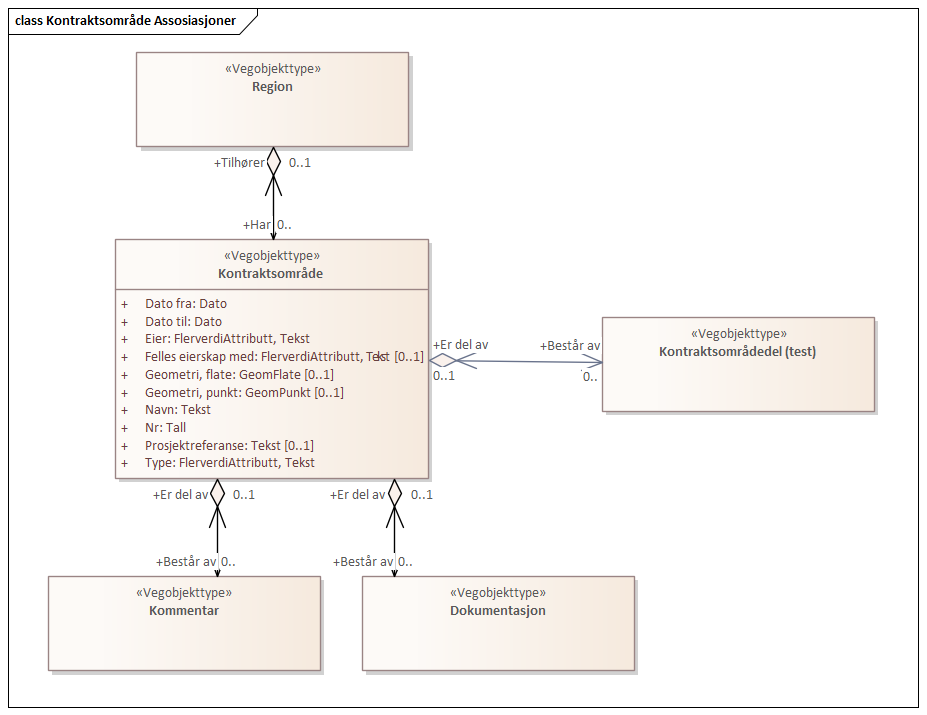 class Kontraktsområde Assosiasjoner
«Vegobjekttype»
Region
+Tilhører 0..1
+Har 0..
«Vegobjekttype»
Kontraktsområde
+ Dato fra: Dato
+ Dato til: Dato
+ Eier: FlerverdiAttributt, Tekst
+ Felles eierskap med: FlerverdiAttributt, Tekst [0..1]
+ Geometri, flate: GeomFlate [0..1]
+ Geometri, punkt: GeomPunkt [0..1]
+ Navn: Tekst
+ Nr: Tall
+ Prosjektreferanse: Tekst [0..1]
+ Type: FlerverdiAttributt, Tekst
+Er del av
0..1
+Består av
0..
«Vegobjekttype»
Kontraktsområdedel (test)
+Er del av 0..1
+Består av 0..
+Er del av 0..1
+Består av 0..
«Vegobjekttype»
Kommentar
«Vegobjekttype»
Dokumentasjon